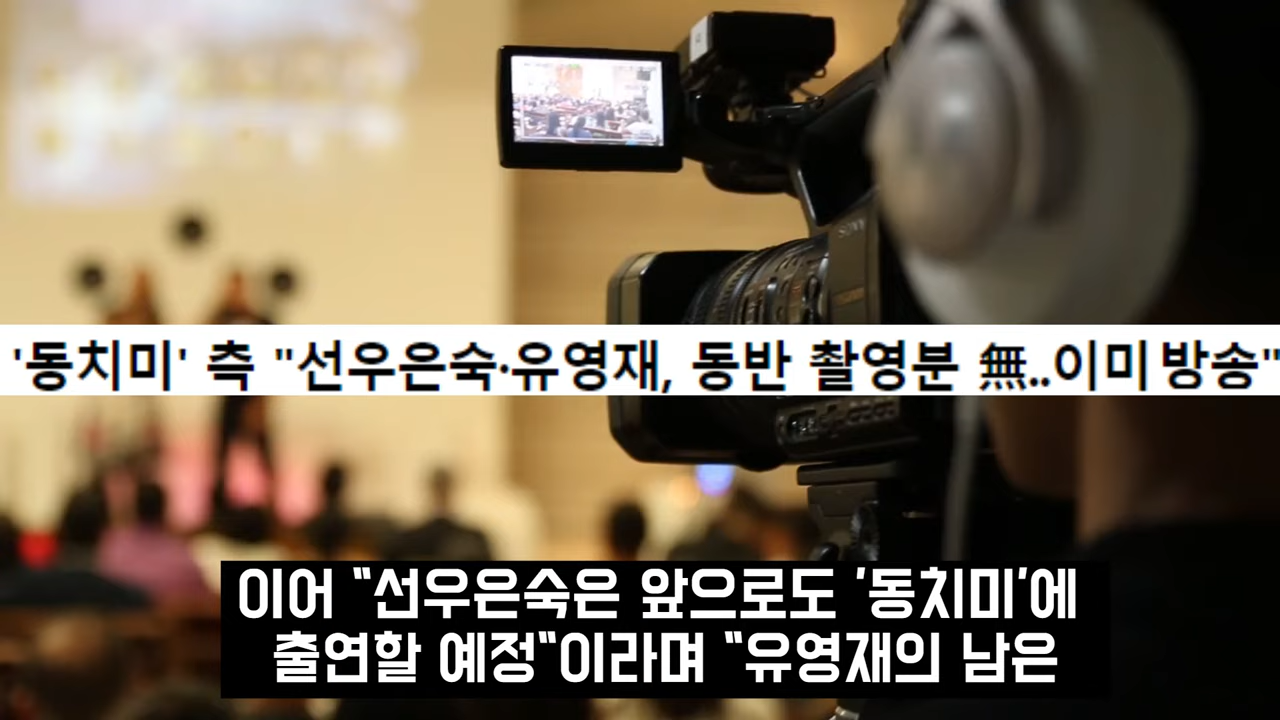 SONY
'동치미' 측 "선우은숙·유영재, 동반 촬영분 無..이미 방송"
이어 "선우은숙은 앞으로도 '동치미'에
출연할 예정"이라며 "유영재의 남은